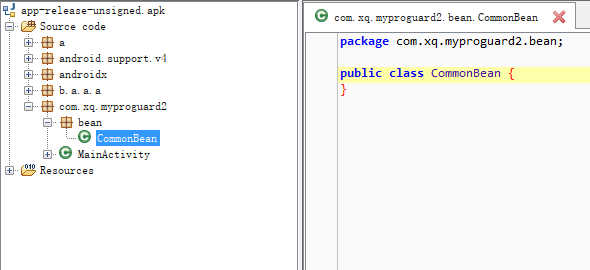 app-release-unsigned.apk
Source code
a
android.support.v4
androidx
b.a.a.a
com.xq.myproguard2
bean
C CommonBean
C MainActivity
010
Resources
C com.xq.myproguard2.bean.CommonBean
package com.xq.myproguard2.bean;
public class CommonBean {
}